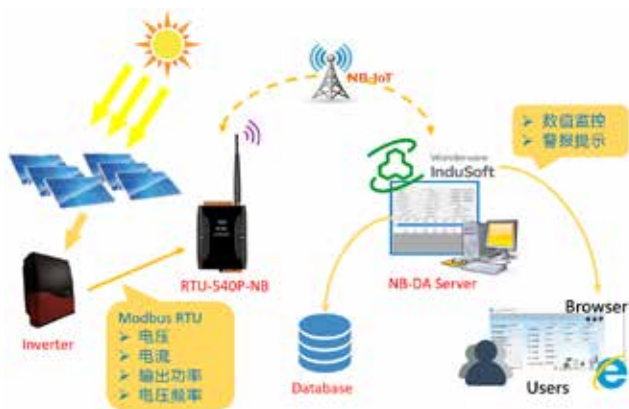 NB-IoT
➢ 数值监控
➢ 警报提示
Wonderware
InduSoft
RTU-540P-NB
NB-DA Server
Inverter
Modbus RTU
➢ 电压
➢ 电流
➢ 输出功率
➢ 电压频率
Database
Browser
Users